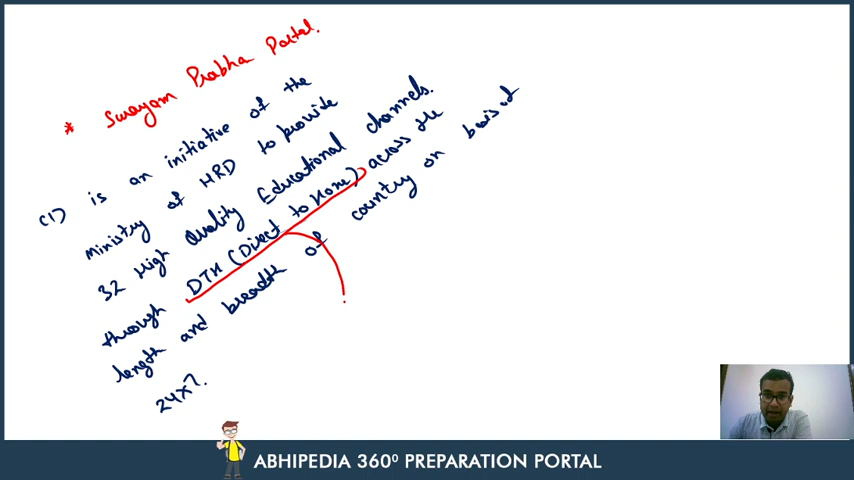 * Swayam Prabha Portal.
(1) is an initiative of the
ministry of HRD to provide
32 High Quality Educational channels.
through DTH (Direct to Home) across the
length and breadth of country on basis of
24x7.
ABHIPEDIA 360⁰ PREPARATION PORTAL